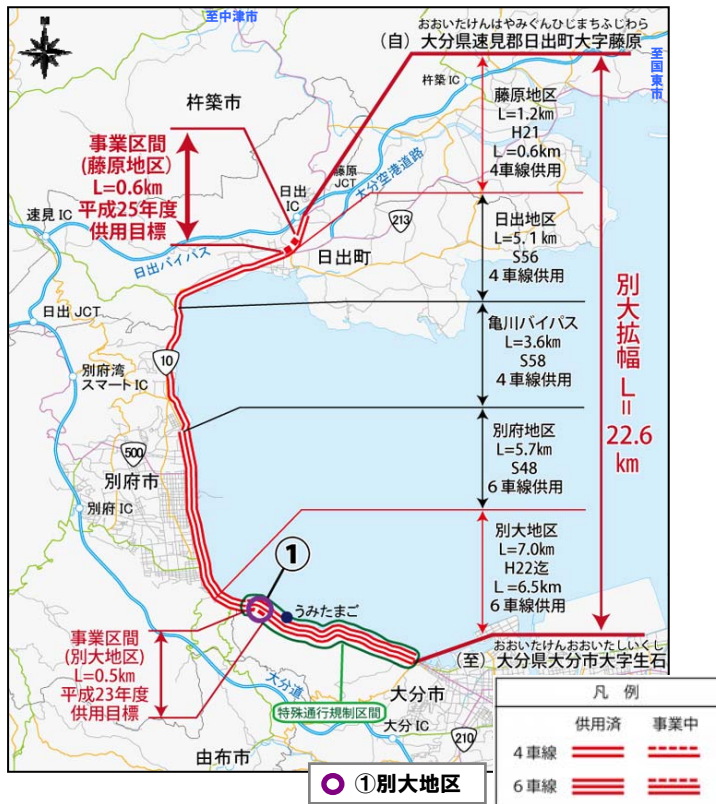 至中津市
おおいたけんはやみぐんひじまちふじわら
(自) 大分県速見郡日出町大字藤原
至国東市
杵築IC
杵築市
藤原地区
L=1.2km
H21
L=0.6km
4車線供用
事業区間
(藤原地区)
L=0.6km
平成25年度
供用目標
藤原
JCT
大分空港道路
日出
IC
速見 IC
213
日出町
日出バイパス
日出地区
L=5.1km
S56
4車線供用
別大拡幅 L=22.6km
日出 JCT
亀川バイパス
L=3.6km
S58
4車線供用
10
別府湾
スマート IC
別府地区
L=5.7km
S48
6車線供用
500
別府市
別府 IC
別大地区
L=7.0km
H22迄
L=6.5km
6車線供用
①
うみたまご
事業区間
(別大地区)
L=0.5km
平成23年度
供用目標
おおいたけんおおいたしいくし
(至) 大分県大分市大字生石
大分道
特殊通行規制区間
大分市
大分 IC
210
由布市
凡 例
供用済 事業中
4車線
6車線
①別大地区